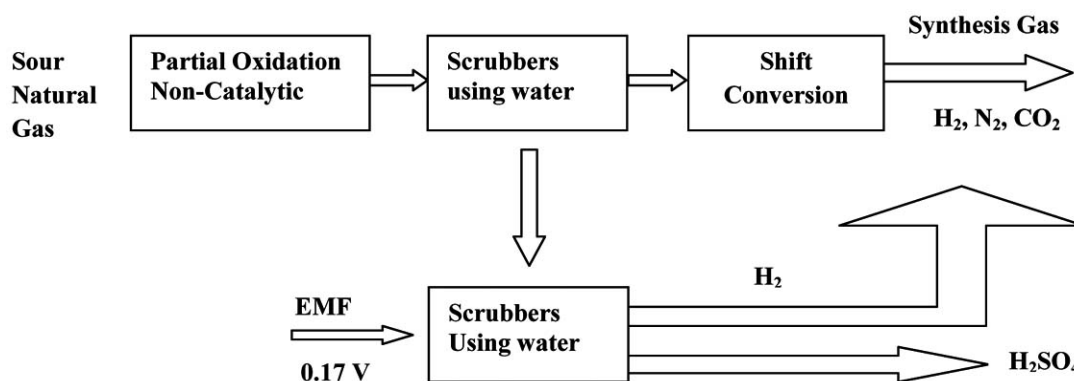 Synthesis Gas
Sour
Natural
Gas
Partial Oxidation
Non-Catalytic
Scrubbers
using water
Shift
Conversion
H₂, N₂, CO₂
H₂
EMF
0.17 V
Scrubbers
Using water
H₂SO₄